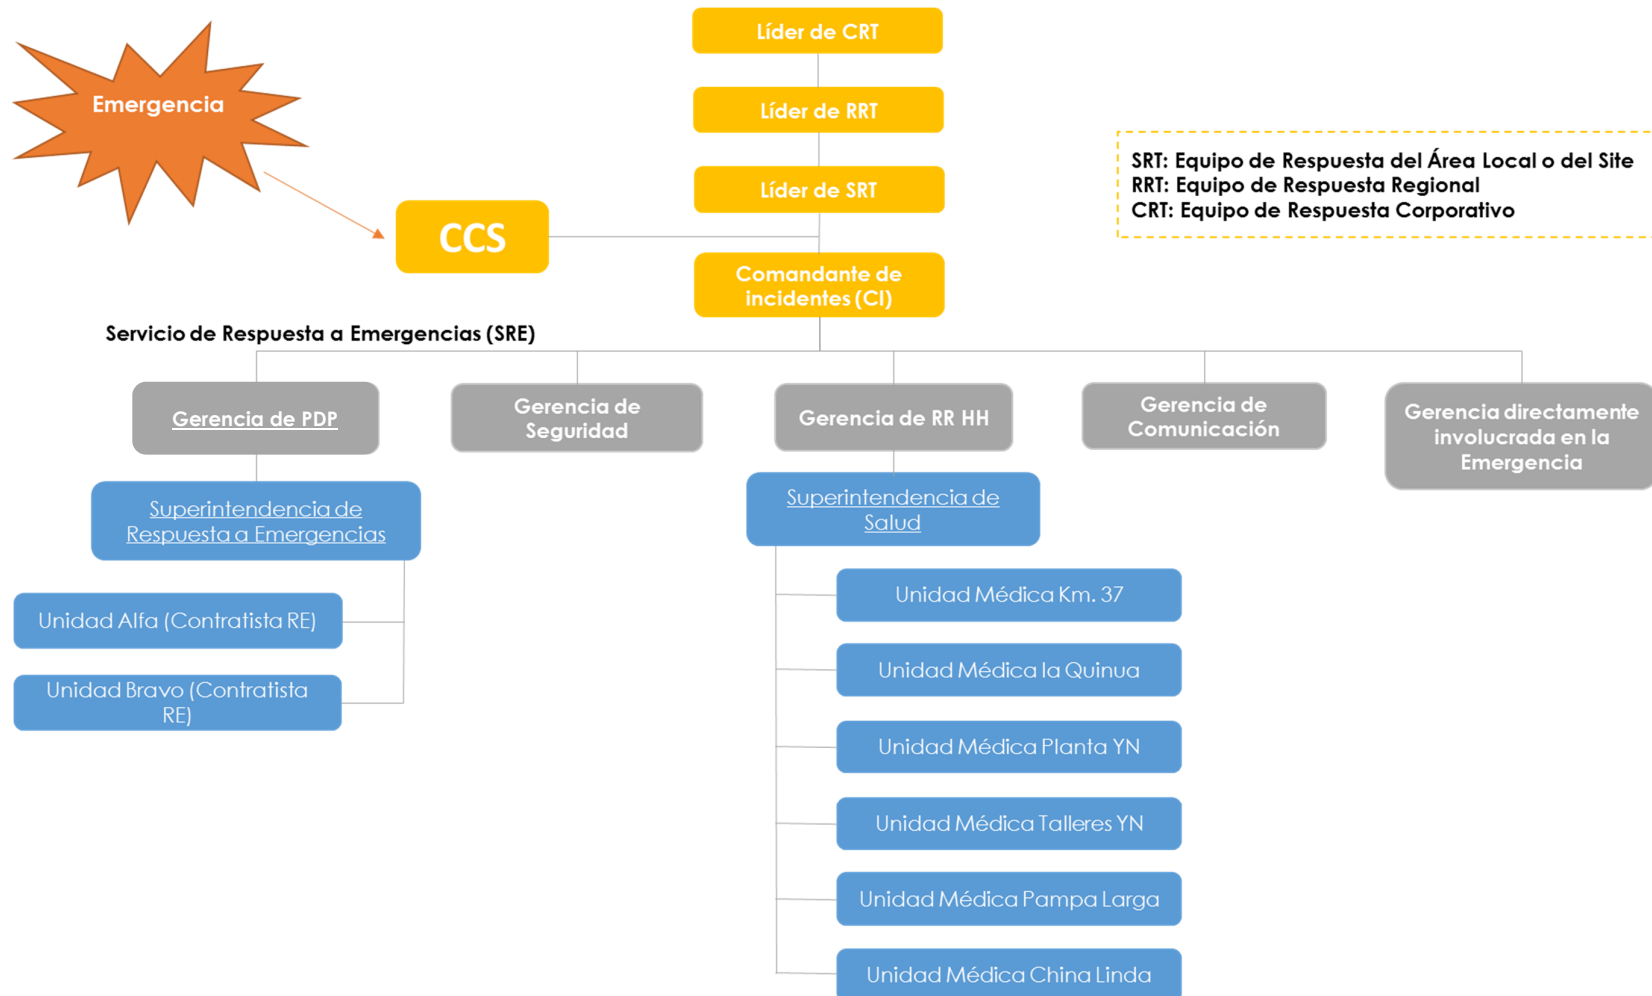 Líder de CRT
Emergencia
Líder de RRT
SRT: Equipo de Respuesta del Área Local o del Site
RRT: Equipo de Respuesta Regional
CRT: Equipo de Respuesta Corporativo
Líder de SRT
CCS
Comandante de
incidentes (CI)
Servicio de Respuesta a Emergencias (SRE)
Gerencia de PDP
Gerencia de
Seguridad
Gerencia de RR HH
Gerencia de
Comunicación
Gerencia directamente
involucrada en la
Emergencia
Superintendencia de
Respuesta a Emergencias
Superintendencia de
Salud
Unidad Alfa (Contratista RE)
Unidad Bravo (Contratista
RE)
Unidad Médica Km. 37
Unidad Médica la Quinua
Unidad Médica Planta YN
Unidad Médica Talleres YN
Unidad Médica Pampa Larga
Unidad Médica China Linda